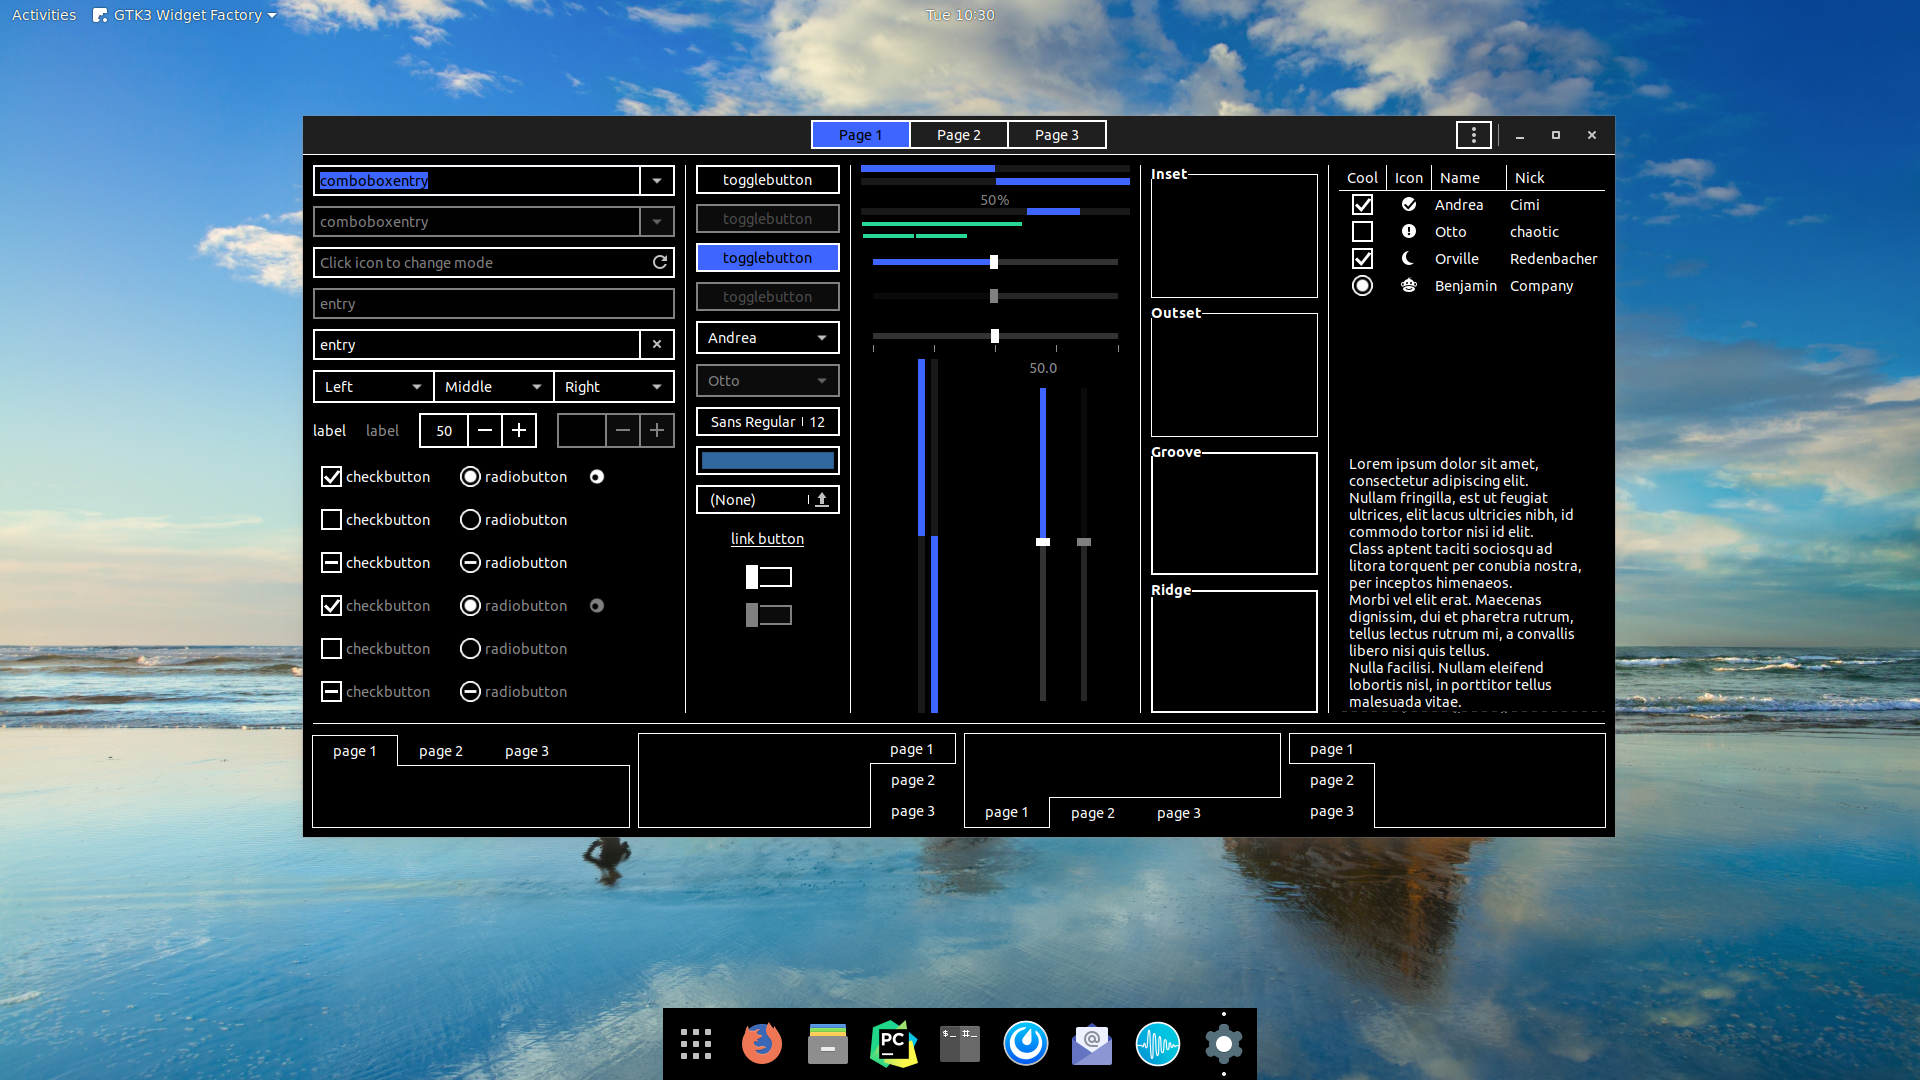 Activities GTK3 Widget Factory Tue 10:30
Page 1 Page 2 Page 3
comboboxentry
comboboxentry
Click icon to change mode
entry
entry
Left Middle Right
label label 50
checkbutton radiobutton
checkbutton radiobutton
checkbutton radiobutton
checkbutton radiobutton
checkbutton radiobutton
checkbutton radiobutton
togglebutton
togglebutton
togglebutton
togglebutton
Andrea
Otto
Sans Regular 12
(None)
link button
50%
50.0
Inset
Outset
Groove
Ridge
Cool Icon Name Nick
Andrea Cimi
Otto chaotic
Orville Redenbacher
Benjamin Company
Lorem ipsum dolor sit amet,
consectetur adipiscing elit.
Nullam fringilla, est ut feugiat
ultrices, elit lacus ultricies nibh, id
commodo tortor nisi id elit.
Class aptent taciti sociosqu ad
litora torquent per conubia nostra,
per inceptos himenaeos.
Morbi vel elit erat. Maecenas
dignissim, dui et pharetra rutrum,
tellus lectus rutrum mi, a convallis
libero nisi quis tellus.
Nulla facilisi. Nullam eleifend
lobortis nisl, in porttitor tellus
malesuada vitae.
page 1 page 2 page 3
page 1
page 2
page 3
page 1 page 2 page 3
page 1
page 2
page 3
PC
$_ #_
@